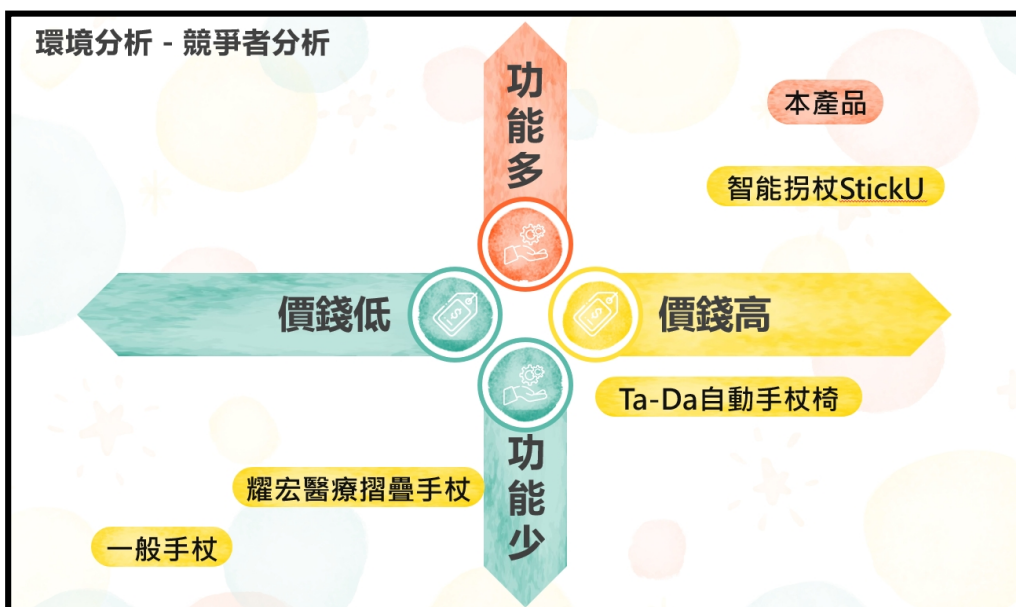 環境分析 - 競爭者分析
功能多
本產品
智能拐杖StickU
價錢低
價錢高
Ta-Da自動手杖椅
功能少
耀宏醫療摺疊手杖
一般手杖